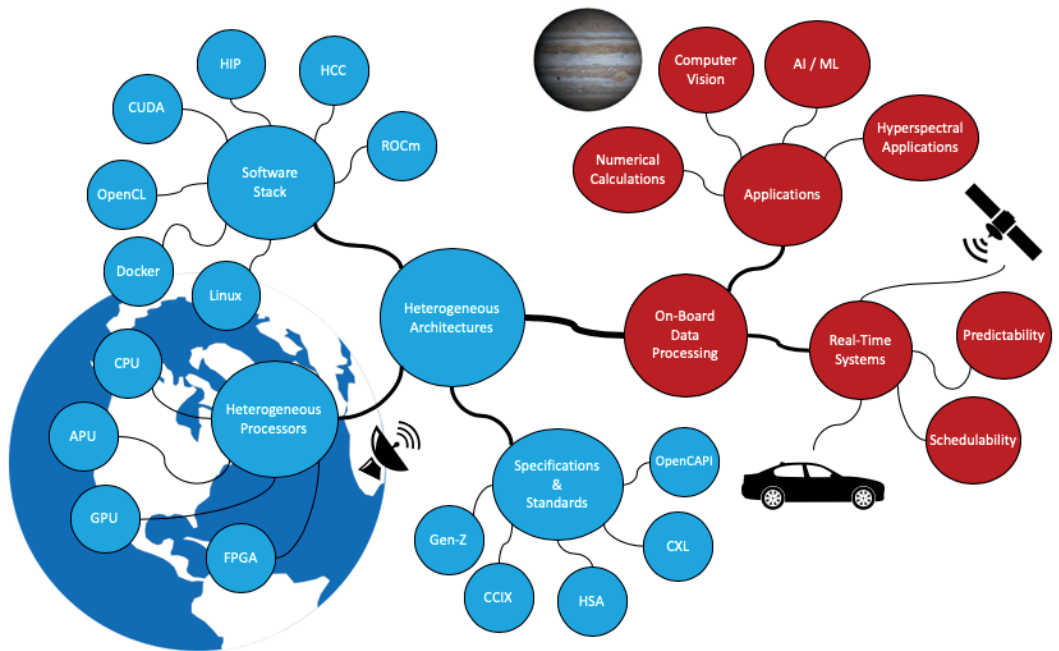 HIP
HCC
CUDA
ROCm
Software
Stack
OpenCL
Docker
Linux
Computer
Vision
AI / ML
Hyperspectral
Applications
Numerical
Calculations
Applications
Heterogeneous
Architectures
On-Board
Data
Processing
Real-Time
Systems
Predictability
Schedulability
CPU
Heterogeneous
Processors
APU
GPU
FPGA
Specifications
&
Standards
OpenCAPI
Gen-Z
CXL
CCIX
HSA